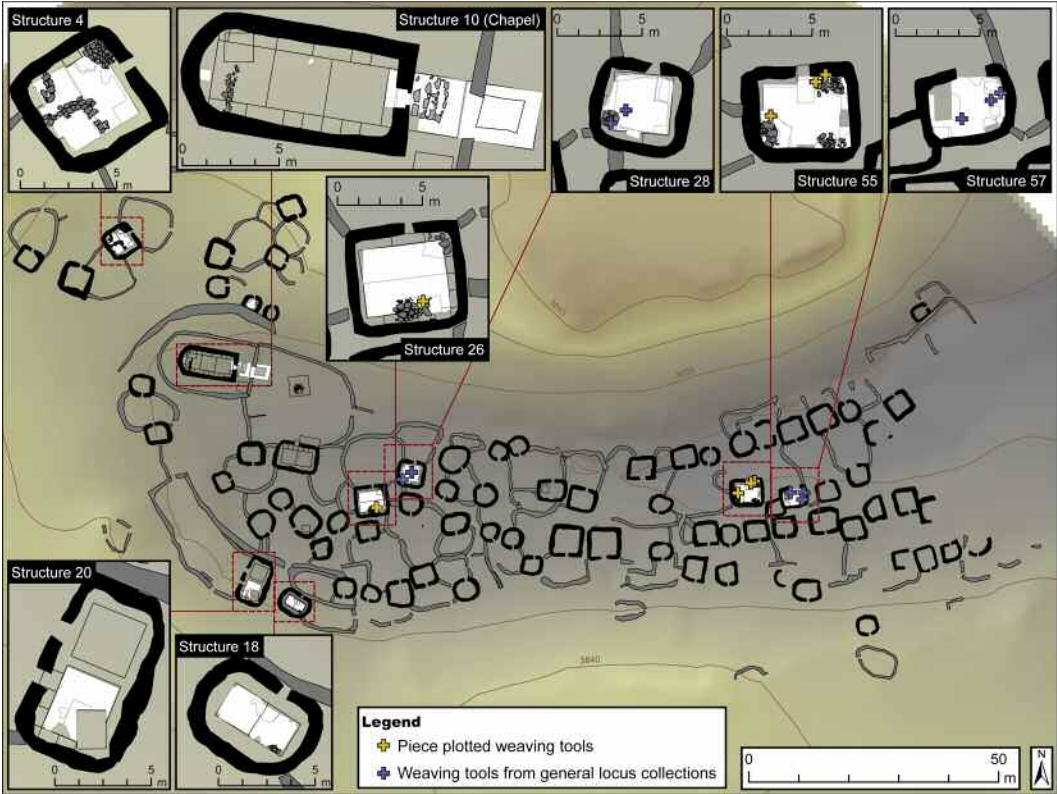 Structure 4
0 5
m
Structure 10 (Chapel)
0 5
m
0 5
m
Structure 28
0 5
m
Structure 55
0 5
m
Structure 57
0 5
m
Structure 26
Structure 20
0 5
m
Structure 18
0 5
m
3840
Legend
Piece plotted weaving tools
Weaving tools from general locus collections
0 50
m
N